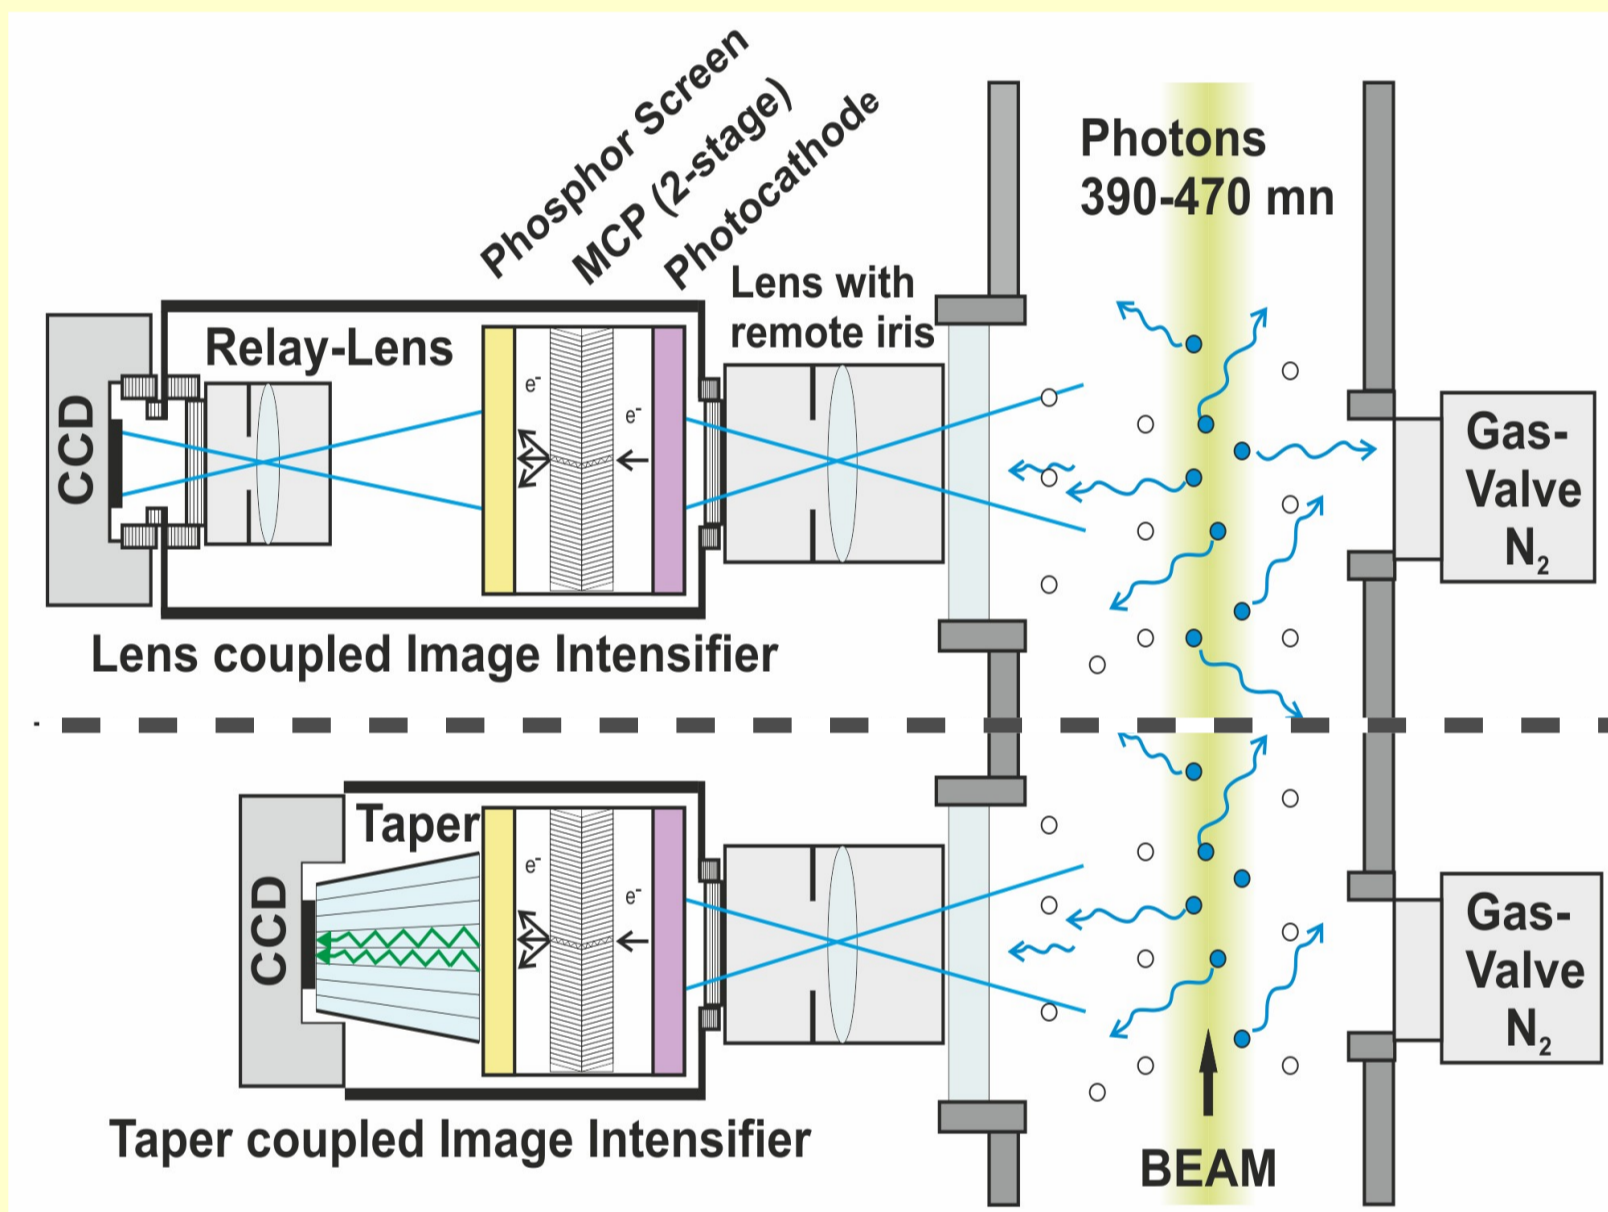 Phosphor Screen
MCP (2-stage)
Photocathode
Photons
390-470 mn
Lens with
remote iris
Relay-Lens
CCD
e-
e-
Gas-
Valve
N2
Lens coupled Image Intensifier
Taper
CCD
e-
e-
Gas-
Valve
N2
Taper coupled Image Intensifier
BEAM